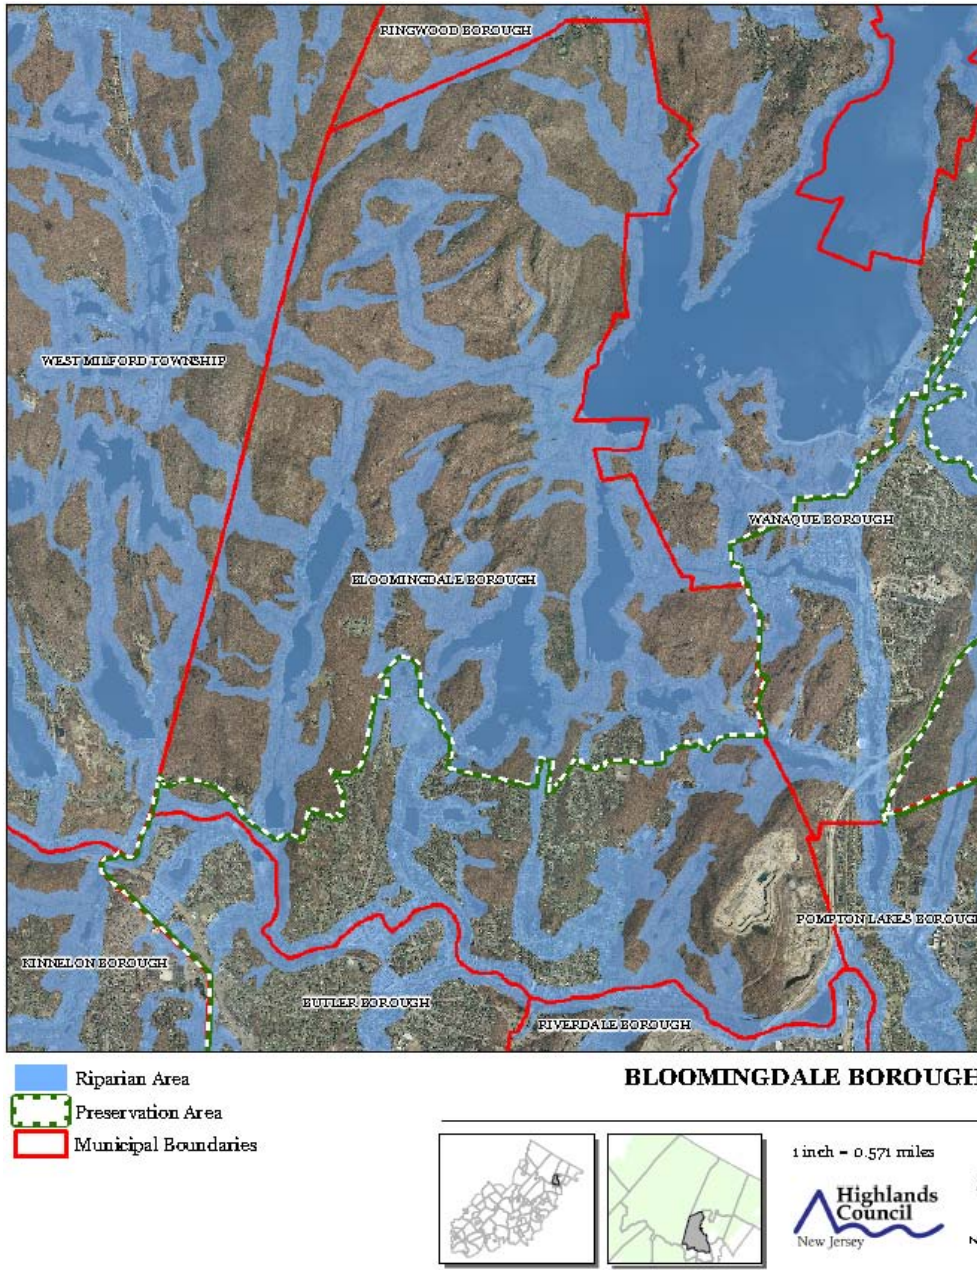 RINGWOOD BOROUGH
WEST MILFORD TOWNSHIP
WANAQUE BOROUGH
BLOOMINGDALE BOROUGH
POMPTON LAKES BOROUGH
KINNELON BOROUGH
BUTLER BOROUGH
RIVERDALE BOROUGH
Riparian Area
Preservation Area
Municipal Boundaries
BLOOMINGDALE BOROUGH
1 inch = 0.571 miles
Highlands
Council
New Jersey